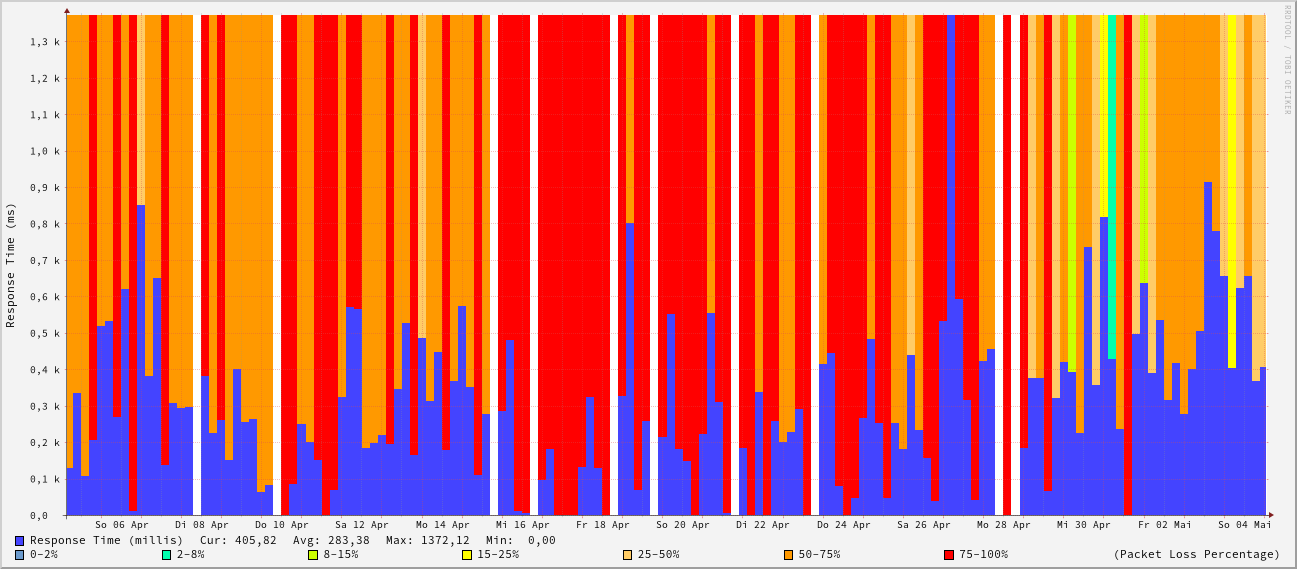 RRDTOOL / TOBI OETIKER
Response Time (ms)
1,3 k
1,2 k
1,1 k
1,0 k
0,9 k
0,8 k
0,7 k
0,6 k
0,5 k
0,4 k
0,3 k
0,2 k
0,1 k
0,0
So 06 Apr Di 08 Apr Do 10 Apr Sa 12 Apr Mo 14 Apr Mi 16 Apr Fr 18 Apr So 20 Apr Di 22 Apr Do 24 Apr Sa 26 Apr Mo 28 Apr Mi 30 Apr Fr 02 Mai So 04 Mai
Response Time (millis) Cur: 405,82 Avg: 283,38 Max: 1372,12 Min: 0,00
0-2% 2-8% 8-15% 15-25% 25-50% 50-75% 75-100% (Packet Loss Percentage)